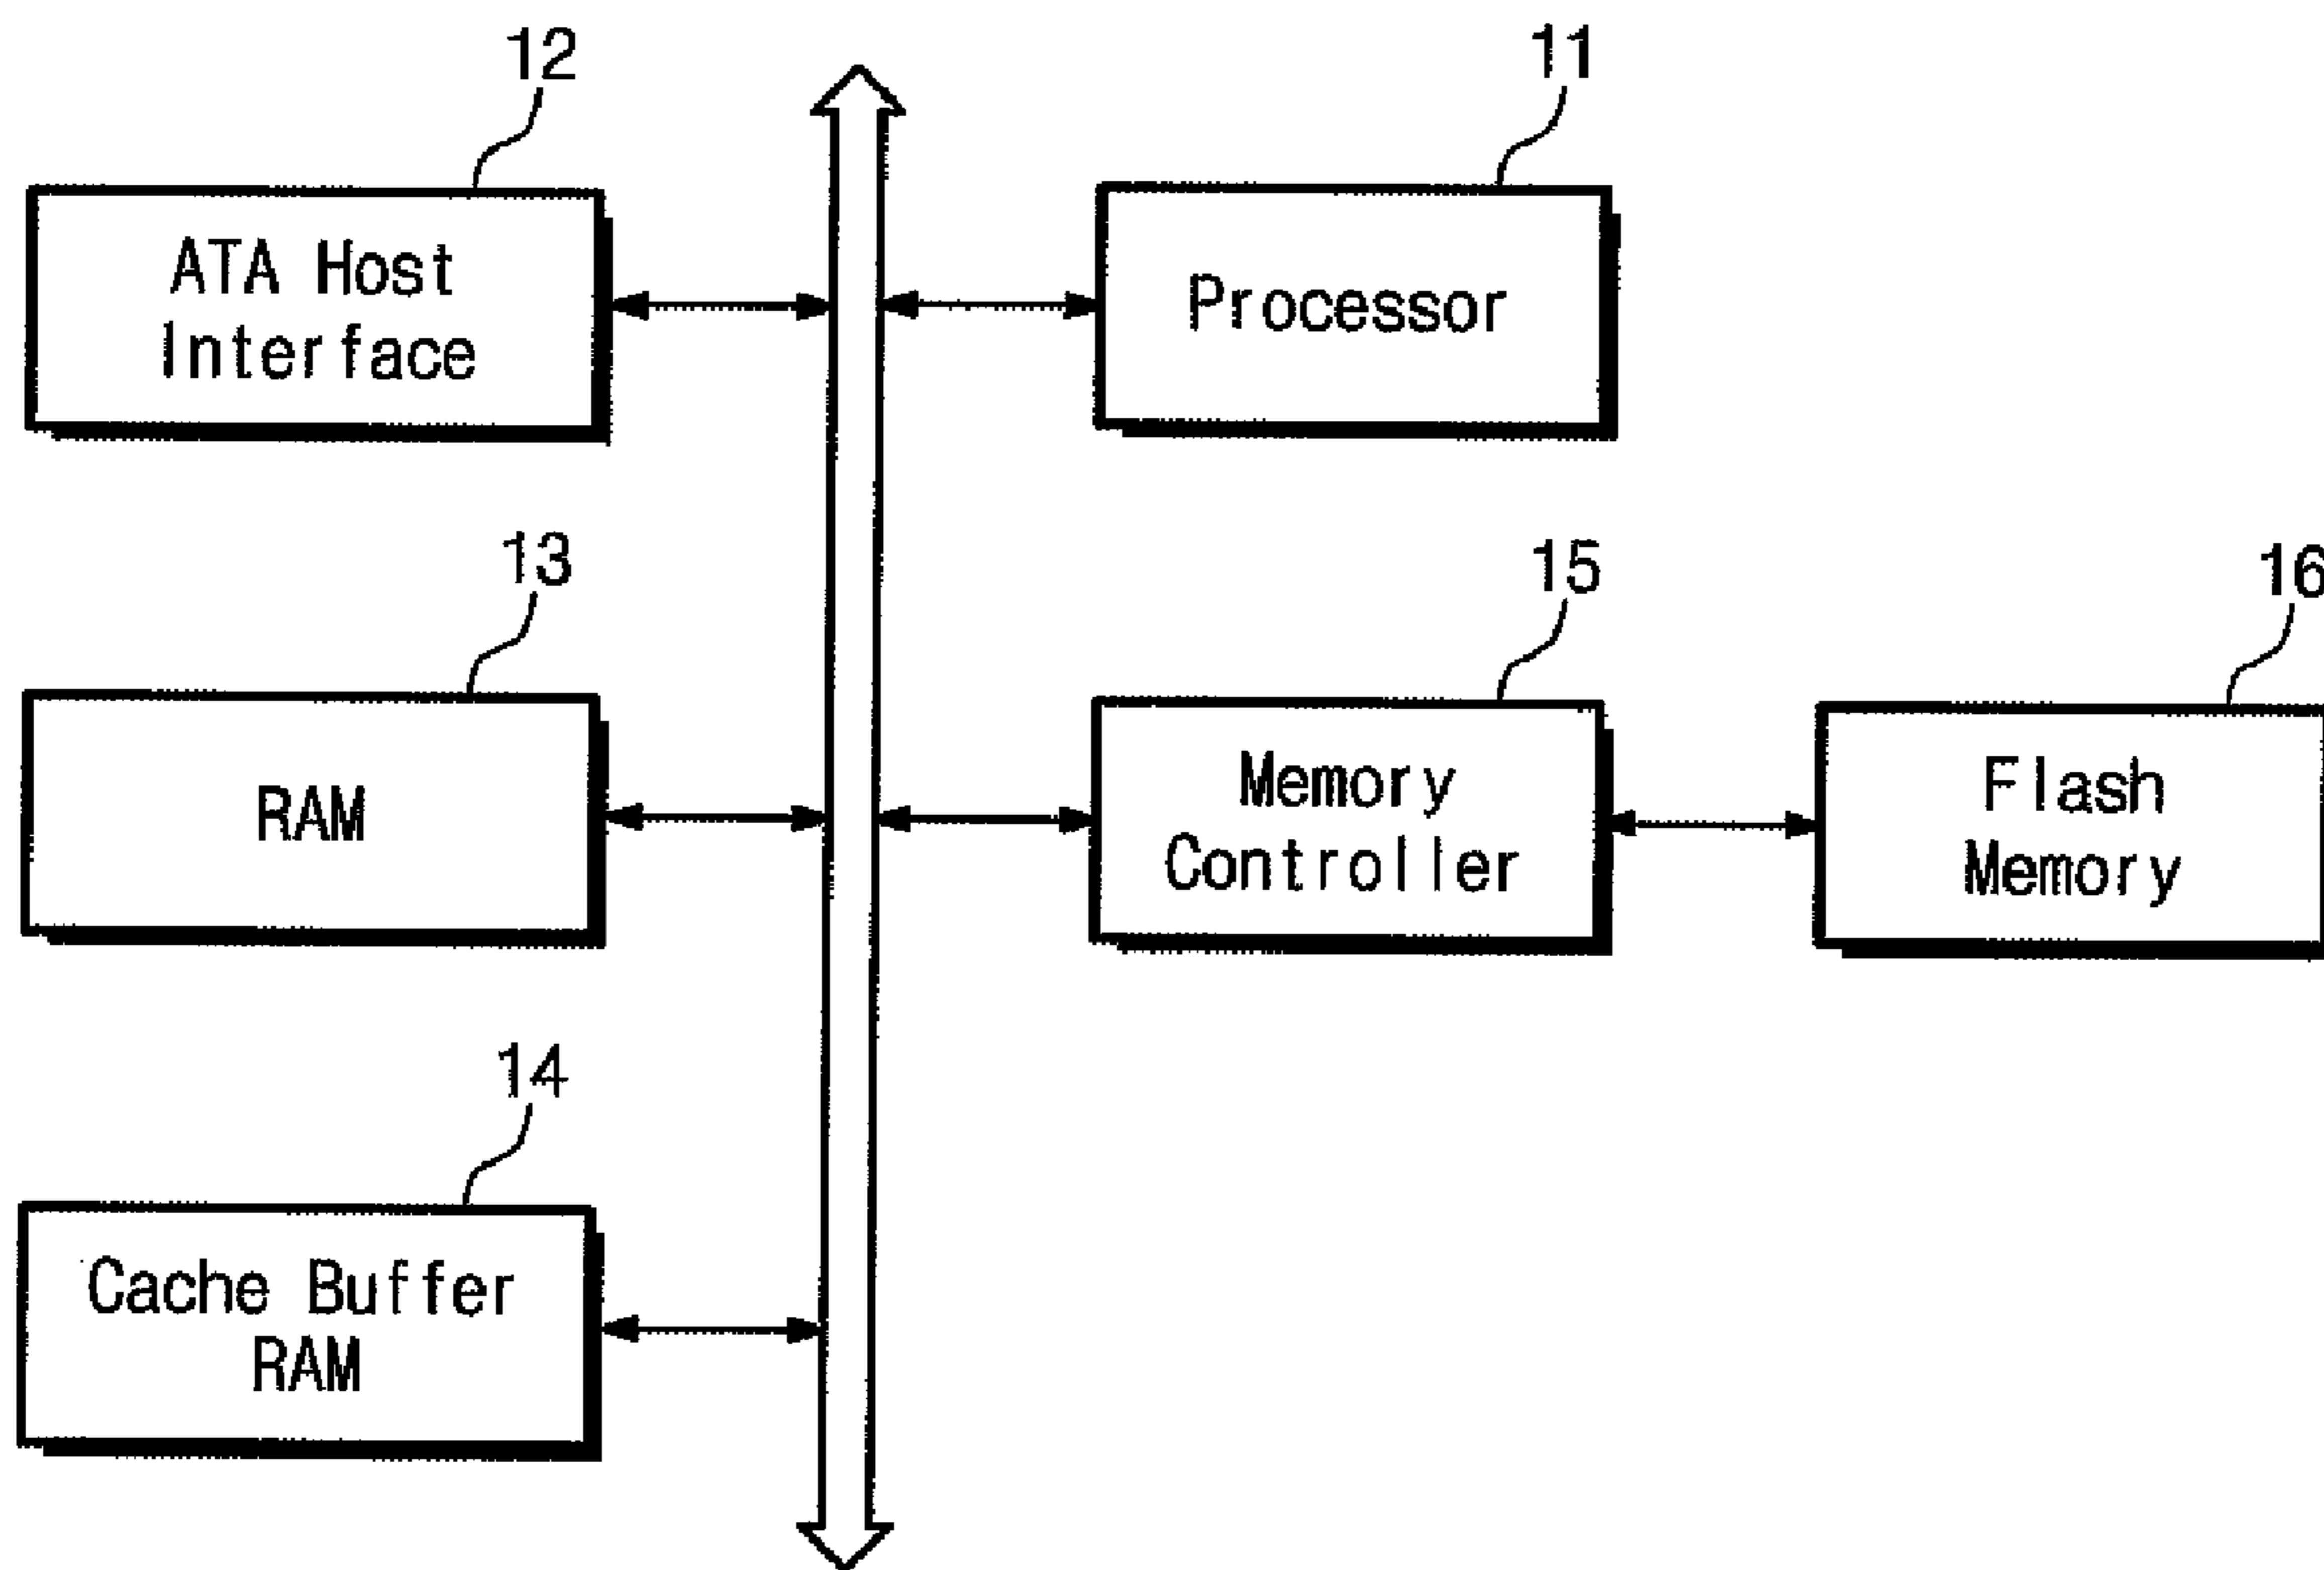 12
11
ATA Host
Interface
Processor
13
15
16
RAM
Memory
Controller
Flash
Memory
14
Cache Buffer
RAM